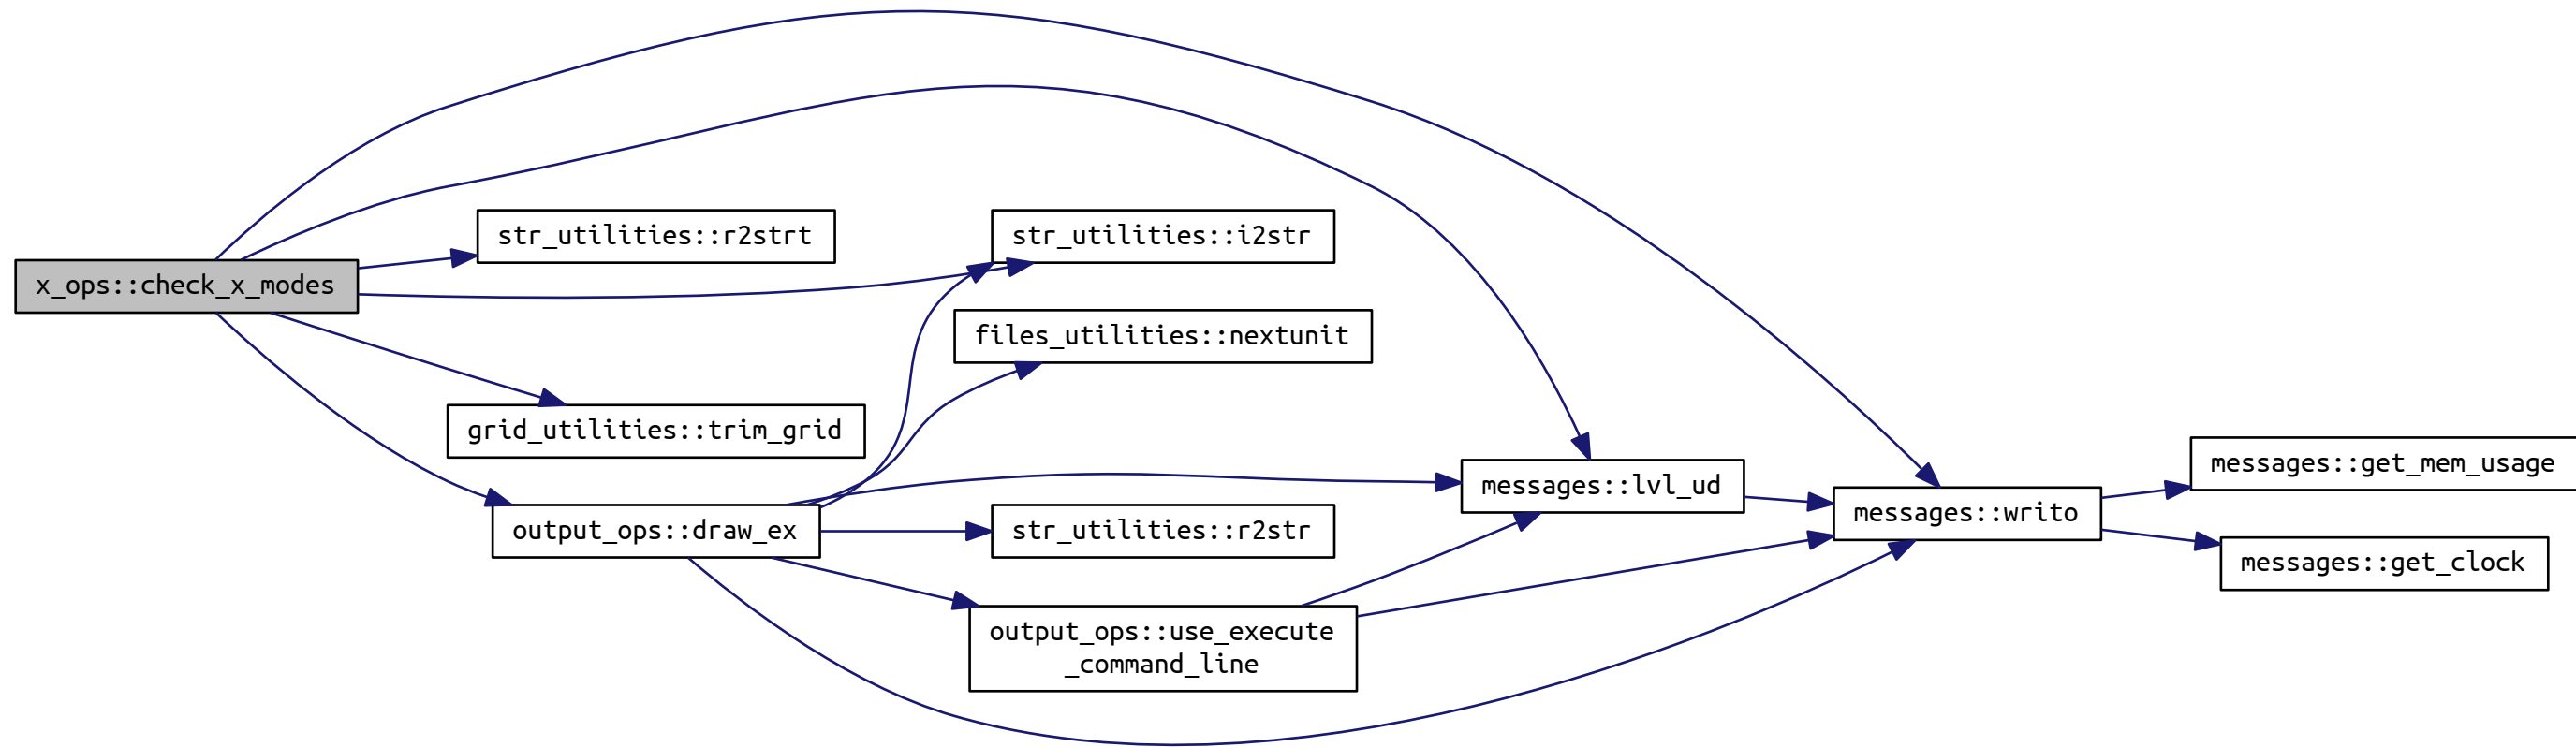 x_ops::check_x_modes
str_utilities::r2strt
str_utilities::i2str
files_utilities::nextunit
grid_utilities::trim_grid
output_ops::draw_ex
str_utilities::r2str
output_ops::use_execute
_command_line
messages::lvl_ud
messages::writo
messages::get_mem_usage
messages::get_clock